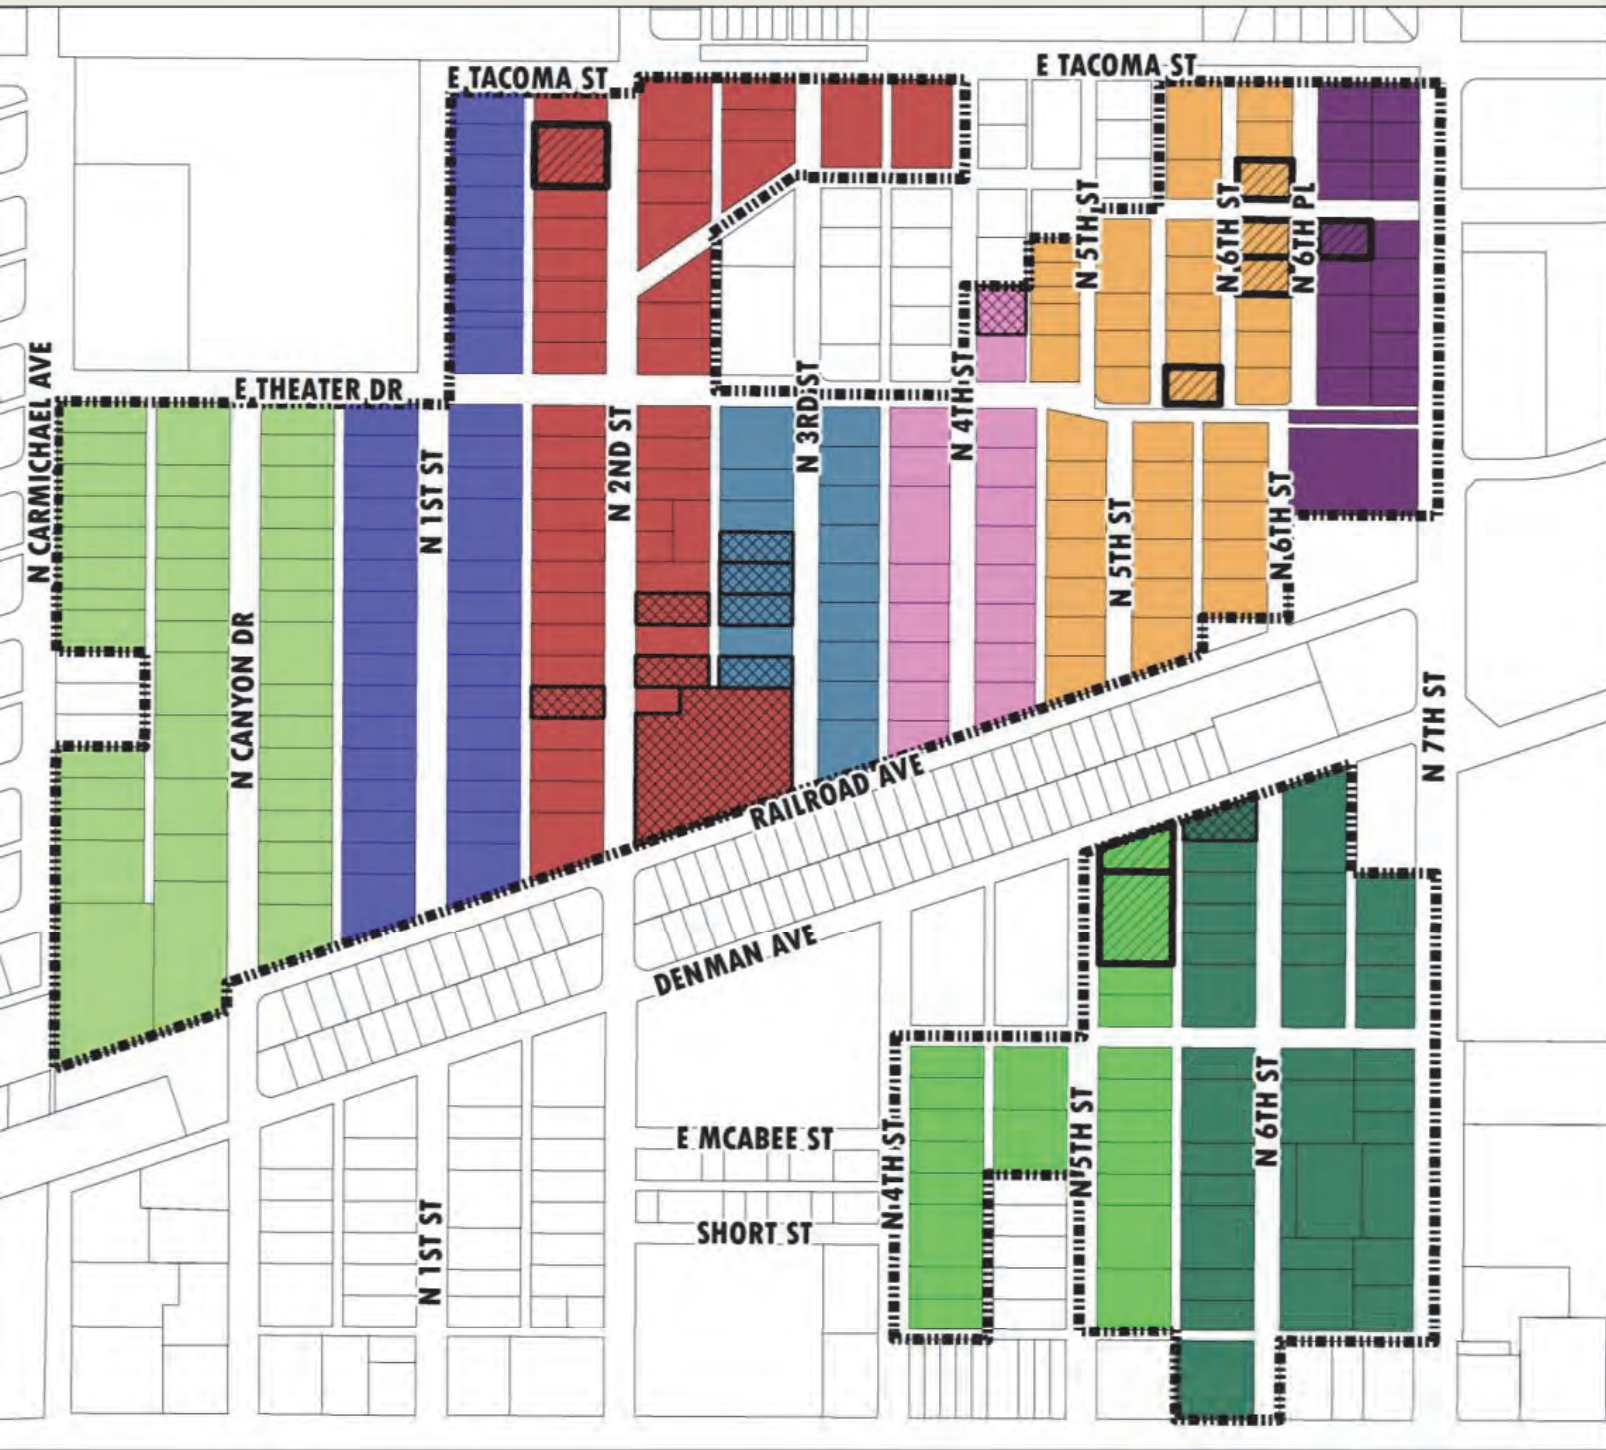 E TACOMA ST
E TACOMA ST
N 5TH ST
N 6TH ST
N 6TH PL
N CARMICHAEL AVE
E THEATER DR
N 1ST ST
N 2ND ST
N 3RD ST
N 4TH ST
N 5TH ST
N 6TH ST
N CANYON DR
N 7TH ST
RAILROAD AVE
DENMAN AVE
E MCABEE ST
N 4TH ST
N 5TH ST
N 6TH ST
N 1ST ST
SHORT ST